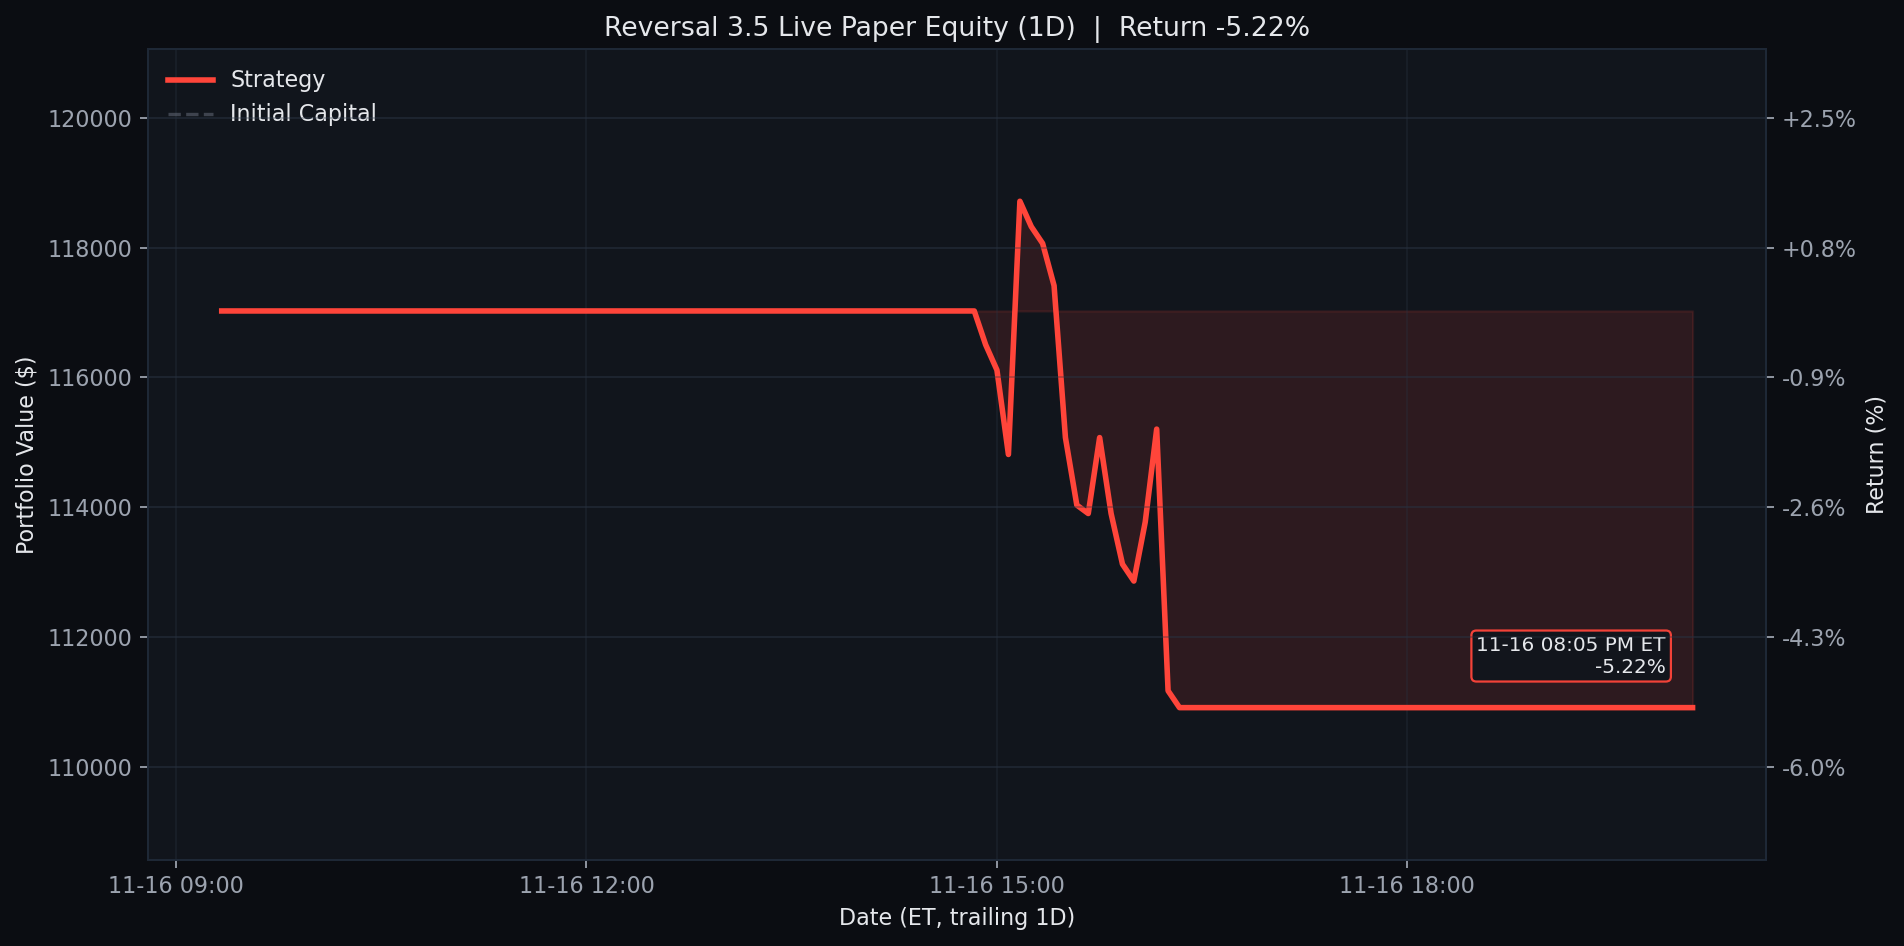 Reversal 3.5 Live Paper Equity (1D)  |  Return -5.22%
Strategy
Initial Capital
120000
118000
116000
114000
112000
110000
Portfolio Value ($)
+2.5%
+0.8%
-0.9%
-2.6%
-4.3%
-6.0%
Return (%)
11-16 08:05 PM ET
-5.22%
11-16 09:00
11-16 12:00
11-16 15:00
11-16 18:00
Date (ET, trailing 1D)